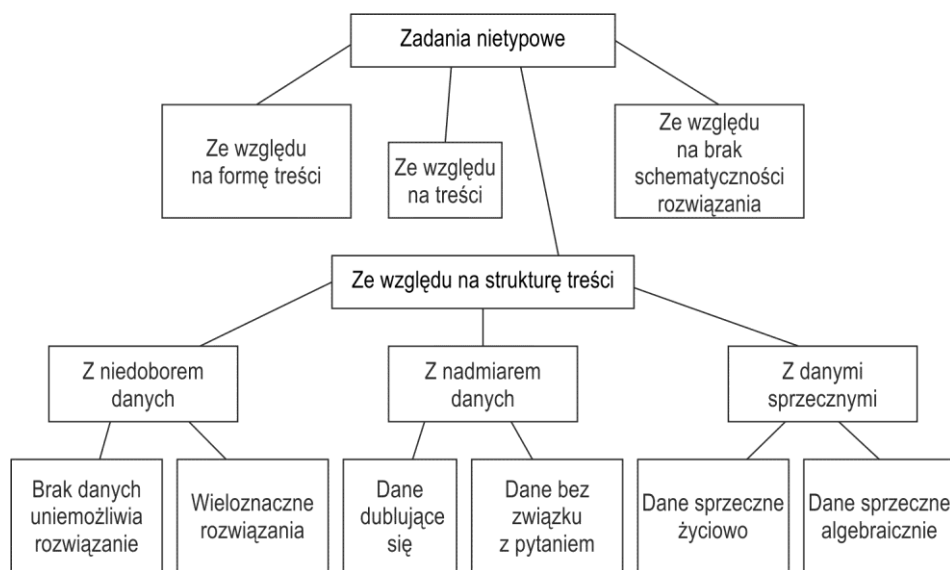 Zadania nietypowe
Ze względu
na formę treści
Ze względu
na treści
Ze względu
na brak
schematyczności
rozwiązania
Ze względu na strukturę treści
Z niedoborem
danych
Z nadmiarem
danych
Z danymi
sprzecznymi
Brak danych
uniemożliwia
rozwiązanie
Wieloznaczne
rozwiązania
Dane
dublujące
się
Dane bez
związku
z pytaniem
Dane sprzeczne
życiowo
Dane sprzeczne
algebraicznie